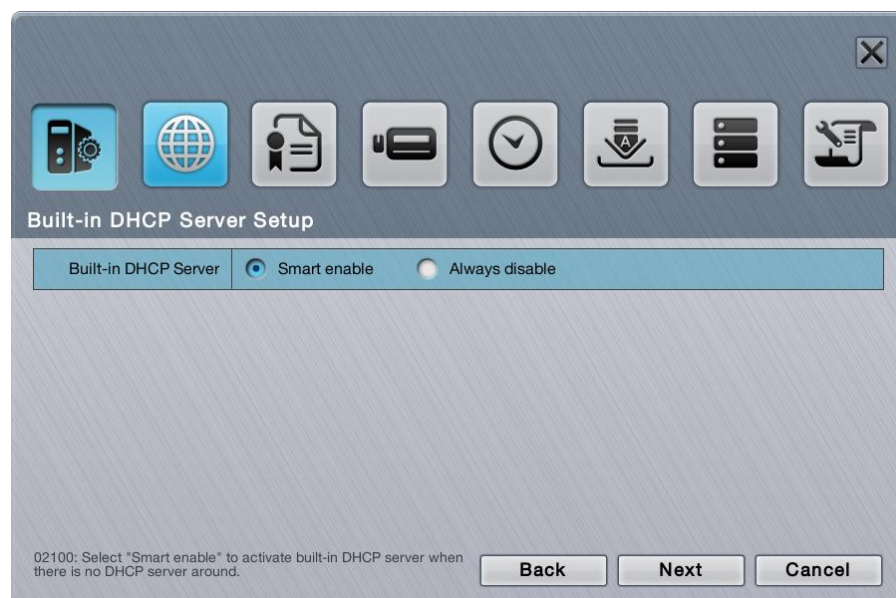 Built-in DHCP Server Setup
Built-in DHCP Server Smart enable Always disable
02100: Select "Smart enable" to activate built-in DHCP server when
there is no DHCP server around.
Back Next Cancel